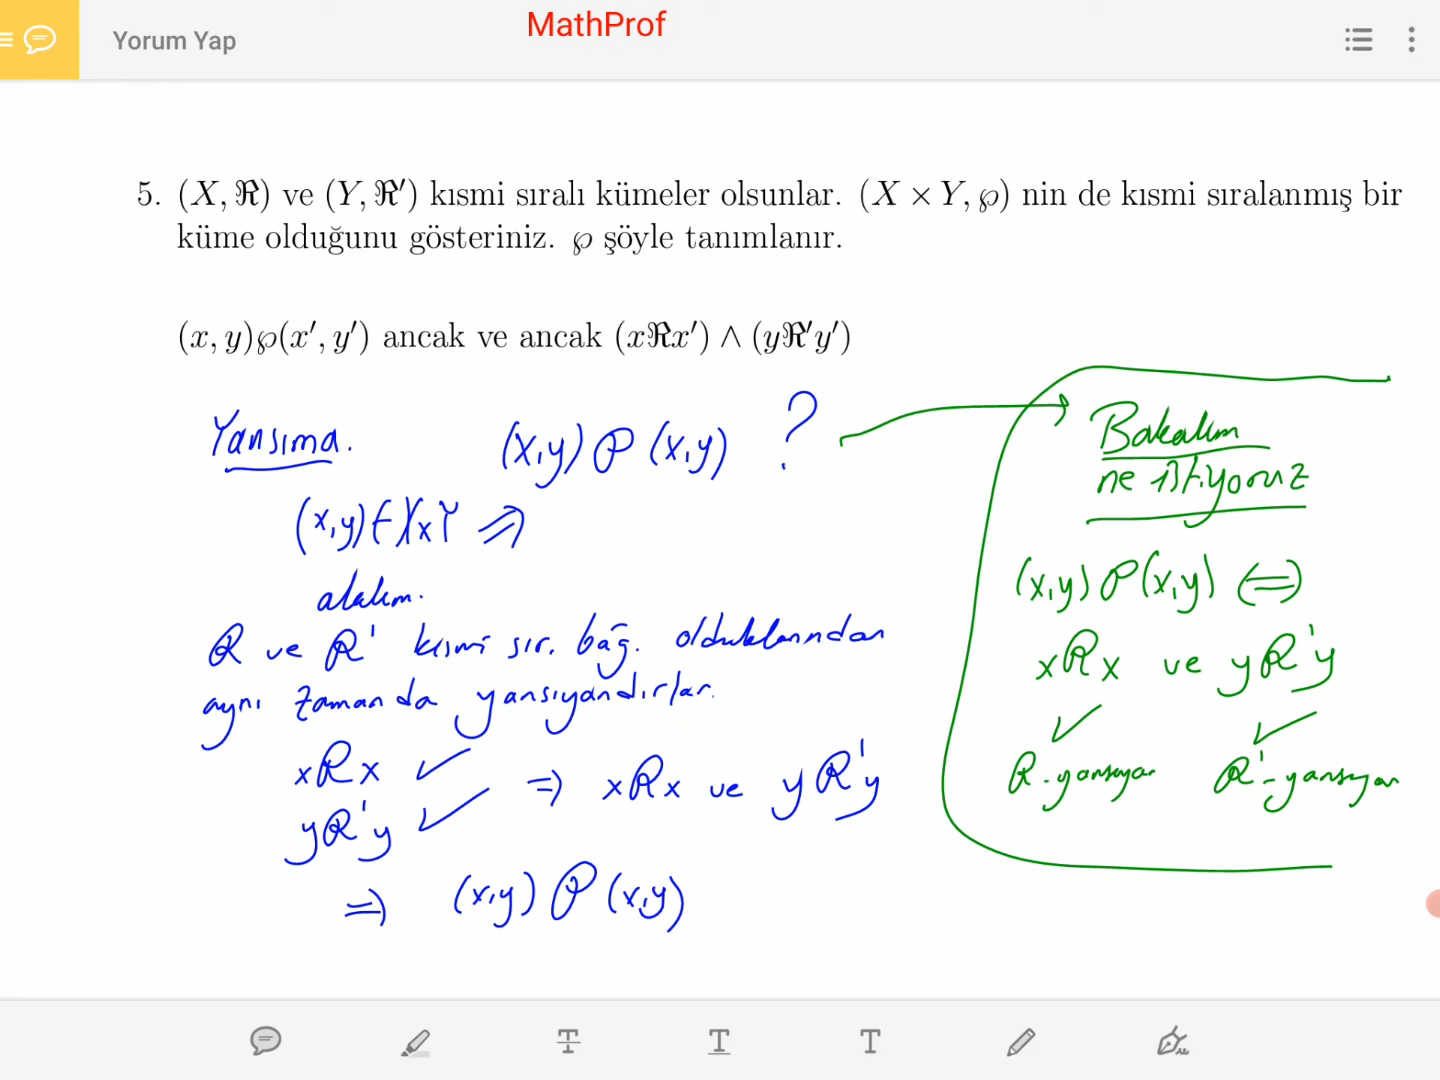 MathProf
Yorum Yap
5. (X, ℜ) ve (Y, ℜ′) kısmi sıralı kümeler olsunlar. (X × Y, ℘) nin de kısmi sıralanmış bir
küme olduğunu gösteriniz. ℘ şöyle tanımlanır.
(x, y)℘(x′, y′) ancak ve ancak (xℜx′) ∧ (yℜ′y′)
Yansıma. (x,y) ℘ (x,y) ?
(x,y) ∈ X x Y ⇒
alalım.
R ve R' kısmi sır. bağ. olduklarından
aynı zamanda yansıyandırlar.
xRx ✓
yR'y ✓ ⇒ xRx ve yR'y
⇒ (x,y) ℘ (x,y)
Bakalım
ne istiyoruz
(x,y) ℘ (x,y) ⇔
xRx ve yR'y
✓ ✓
R-yansıyan R'-yansıyan
T T T